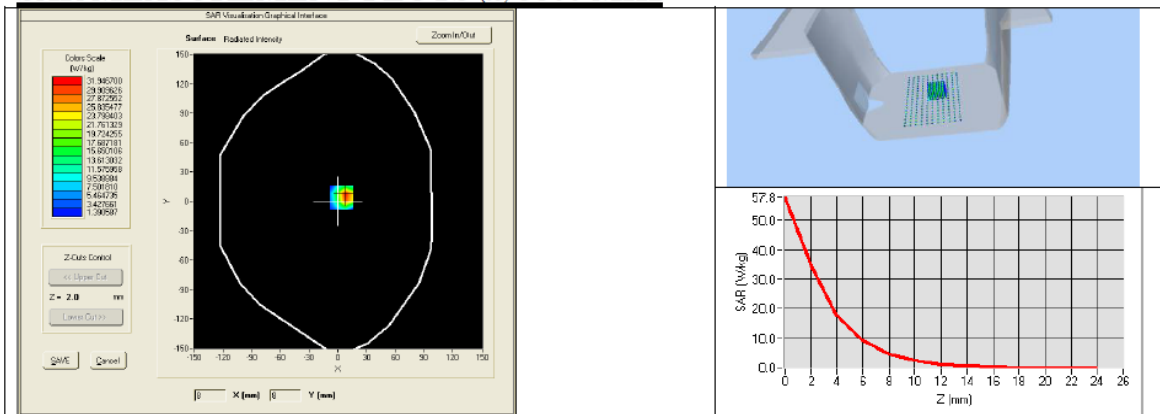 SAR Visualisation Graphical Interface
Surface Radiated Intensity
Zoom In/Out
Colors Scale
(W/kg)
31.946700
29.909626
27.872552
25.835477
23.798403
21.761329
19.724255
17.687181
15.650106
13.613032
11.575958
9.538884
7.501810
5.464735
3.427661
1.390587
Z-Cuts Control
<< Upper Cut
Z = 2.0 mm
Lower Cut >>
SAVE Cancel
150-
120-
90-
60-
30-
0-
-30-
-60-
-90-
-120-
-150-
Y
-150 -120 -90 -60 -30 0 30 60 90 120 150
X
0 X (mm) 0 Y (mm)
57.8-
50.0-
40.0-
30.0-
20.0-
10.0-
0.0-
SAR (W/kg)
0 2 4 6 8 10 12 14 16 18 20 22 24 26
Z (mm)